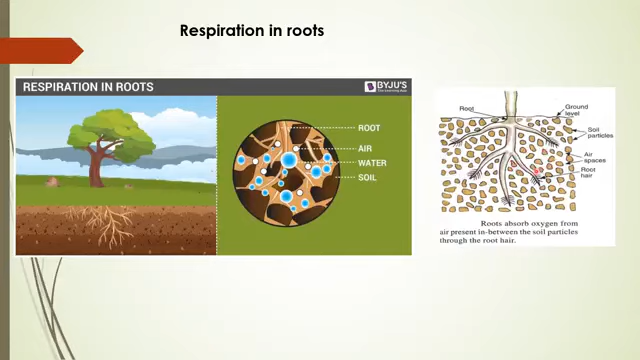 Respiration in roots
RESPIRATION IN ROOTS
BYJU'S
The Learning App
ROOT
AIR
WATER
SOIL
Root
Ground
level
Soil
particles
Air
spaces
Root
hair
Roots absorb oxygen from
air present in-between the soil particles
through the root hair.